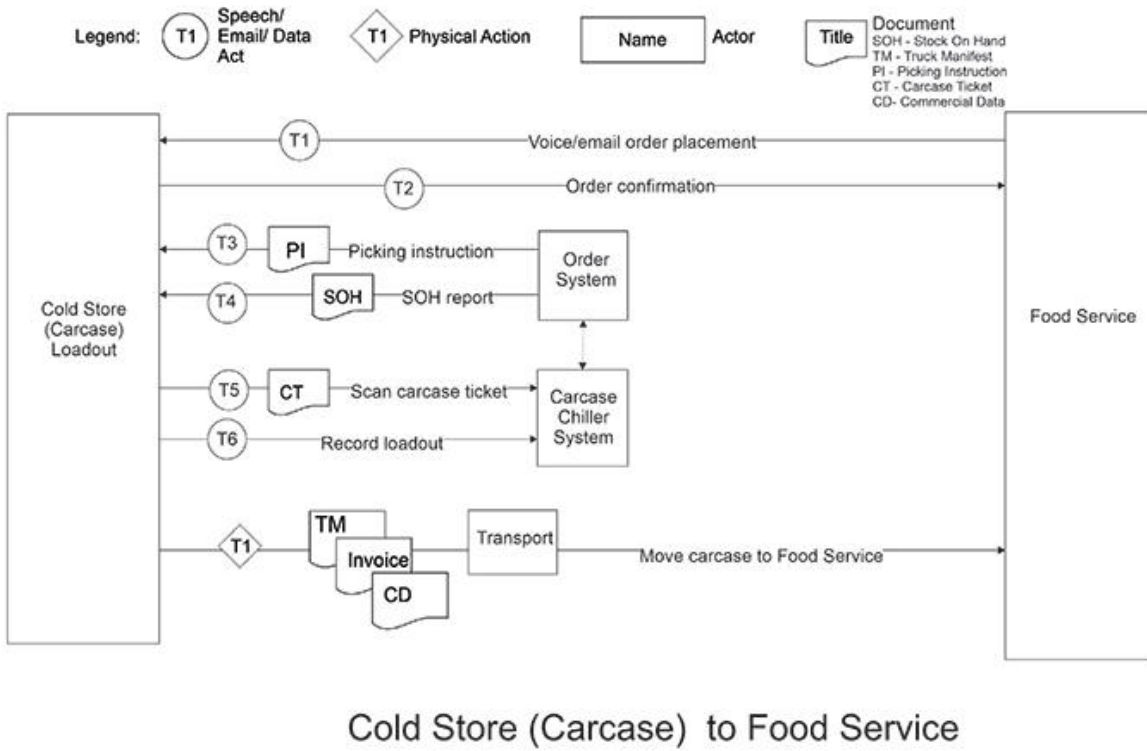 Legend:
T1
Speech/
Email/ Data
Act
T1
Physical Action
Name
Actor
Title
Document
SOH - Stock On Hand
TM - Truck Manifest
PI - Picking Instruction
CT - Carcase Ticket
CD- Commercial Data
T1
Voice/email order placement
T2
Order confirmation
T3
PI
Picking instruction
T4
SOH
SOH report
Order
System
Cold Store
(Carcase)
Loadout
Food Service
T5
CT
Scan carcase ticket
T6
Record loadout
Carcase
Chiller
System
T1
TM
Invoice
CD
Transport
Move carcase to Food Service
Cold Store (Carcase) to Food Service